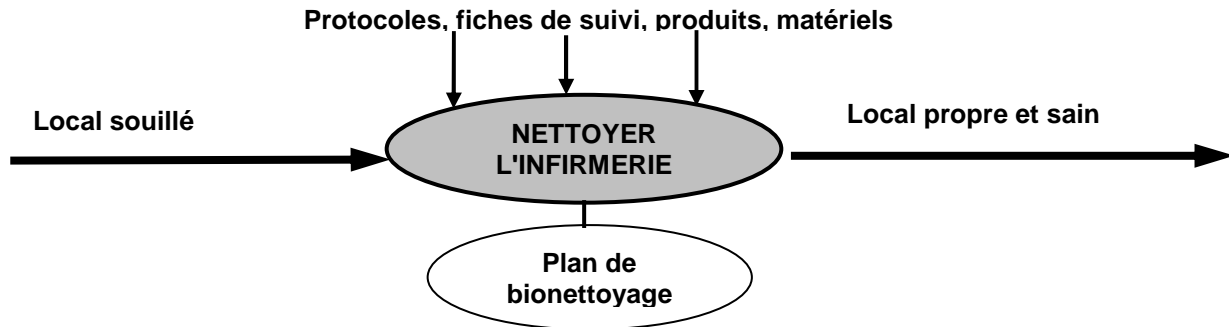 Protocoles, fiches de suivi, produits, matériels
Local souillé
NETTOYER
L'INFIRMERIE
Local propre et sain
Plan de
bionettoyage